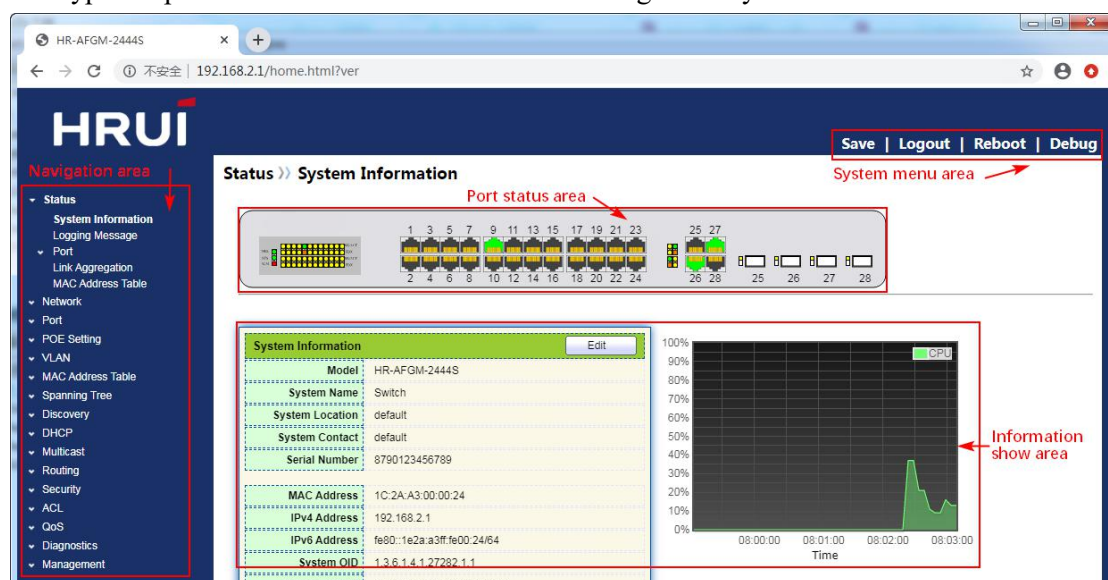 HR-AFGM-2444S
不安全 | 192.168.2.1/home.html?ver
HRUI
Save | Logout | Reboot | Debug
Navigation area
Status » System Information
System menu area
Port status area
Status
System Information
Logging Message
Port
Link Aggregation
MAC Address Table
Network
Port
POE Setting
VLAN
MAC Address Table
Spanning Tree
Discovery
DHCP
Multicast
Routing
Security
ACL
QoS
Diagnostics
Management
1 3 5 7 9 11 13 15 17 19 21 23 25 27
2 4 6 8 10 12 14 16 18 20 22 24 26 28 25 26 27 28
System Information Edit
Model HR-AFGM-2444S
System Name Switch
System Location default
System Contact default
Serial Number 8790123456789
MAC Address 1C:2A:A3:00:00:24
IPv4 Address 192.168.2.1
IPv6 Address fe80::1e2a:a3ff:fe00:24/64
System OID 1.3.6.1.4.1.27282.1.1
CPU
100%
90%
80%
70%
60%
50%
40%
30%
20%
10%
0%
08:00:00 08:01:00 08:02:00 08:03:00
Time
Information
show area